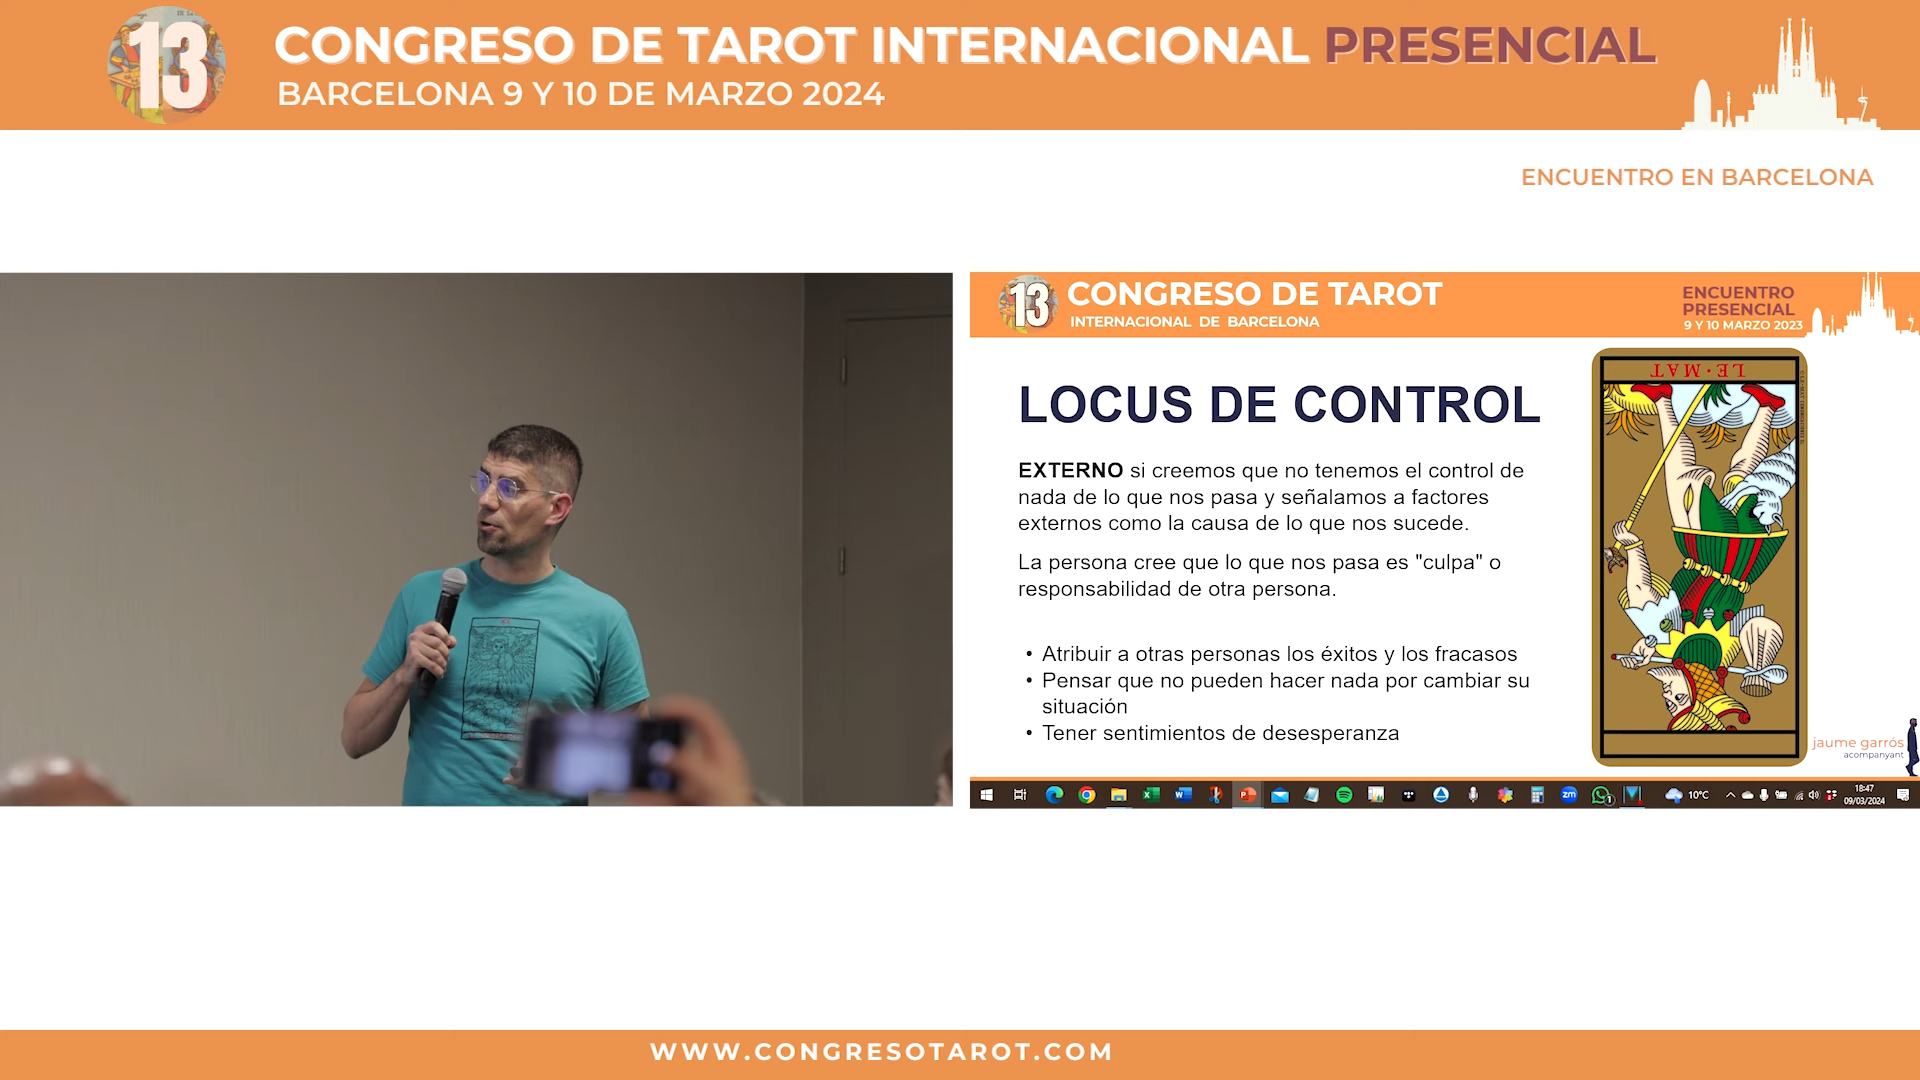 13
CONGRESO DE TAROT INTERNACIONAL PRESENCIAL
BARCELONA 9 Y 10 DE MARZO 2024
ENCUENTRO EN BARCELONA
13
CONGRESO DE TAROT
INTERNACIONAL DE BARCELONA
ENCUENTRO
PRESENCIAL
9 Y 10 MARZO 2023
LOCUS DE CONTROL
EXTERNO si creemos que no tenemos el control de
nada de lo que nos pasa y señalamos a factores
externos como la causa de lo que nos sucede.
La persona cree que lo que nos pasa es "culpa" o
responsabilidad de otra persona.
• Atribuir a otras personas los éxitos y los fracasos
• Pensar que no pueden hacer nada por cambiar su
situación
• Tener sentimientos de desesperanza
LE·MAT
jaume garrós
acompanyant
zm
1
10°C
18:47
09/03/2024
WWW.CONGRESOTAROT.COM